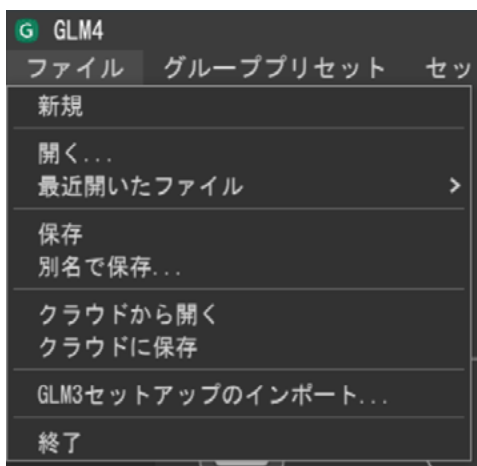 G GLM4
ファイル グループプリセット セッ
新規
開く...
最近開いたファイル >
保存
別名で保存...
クラウドから開く
クラウドに保存
GLM3セットアップのインポート...
終了